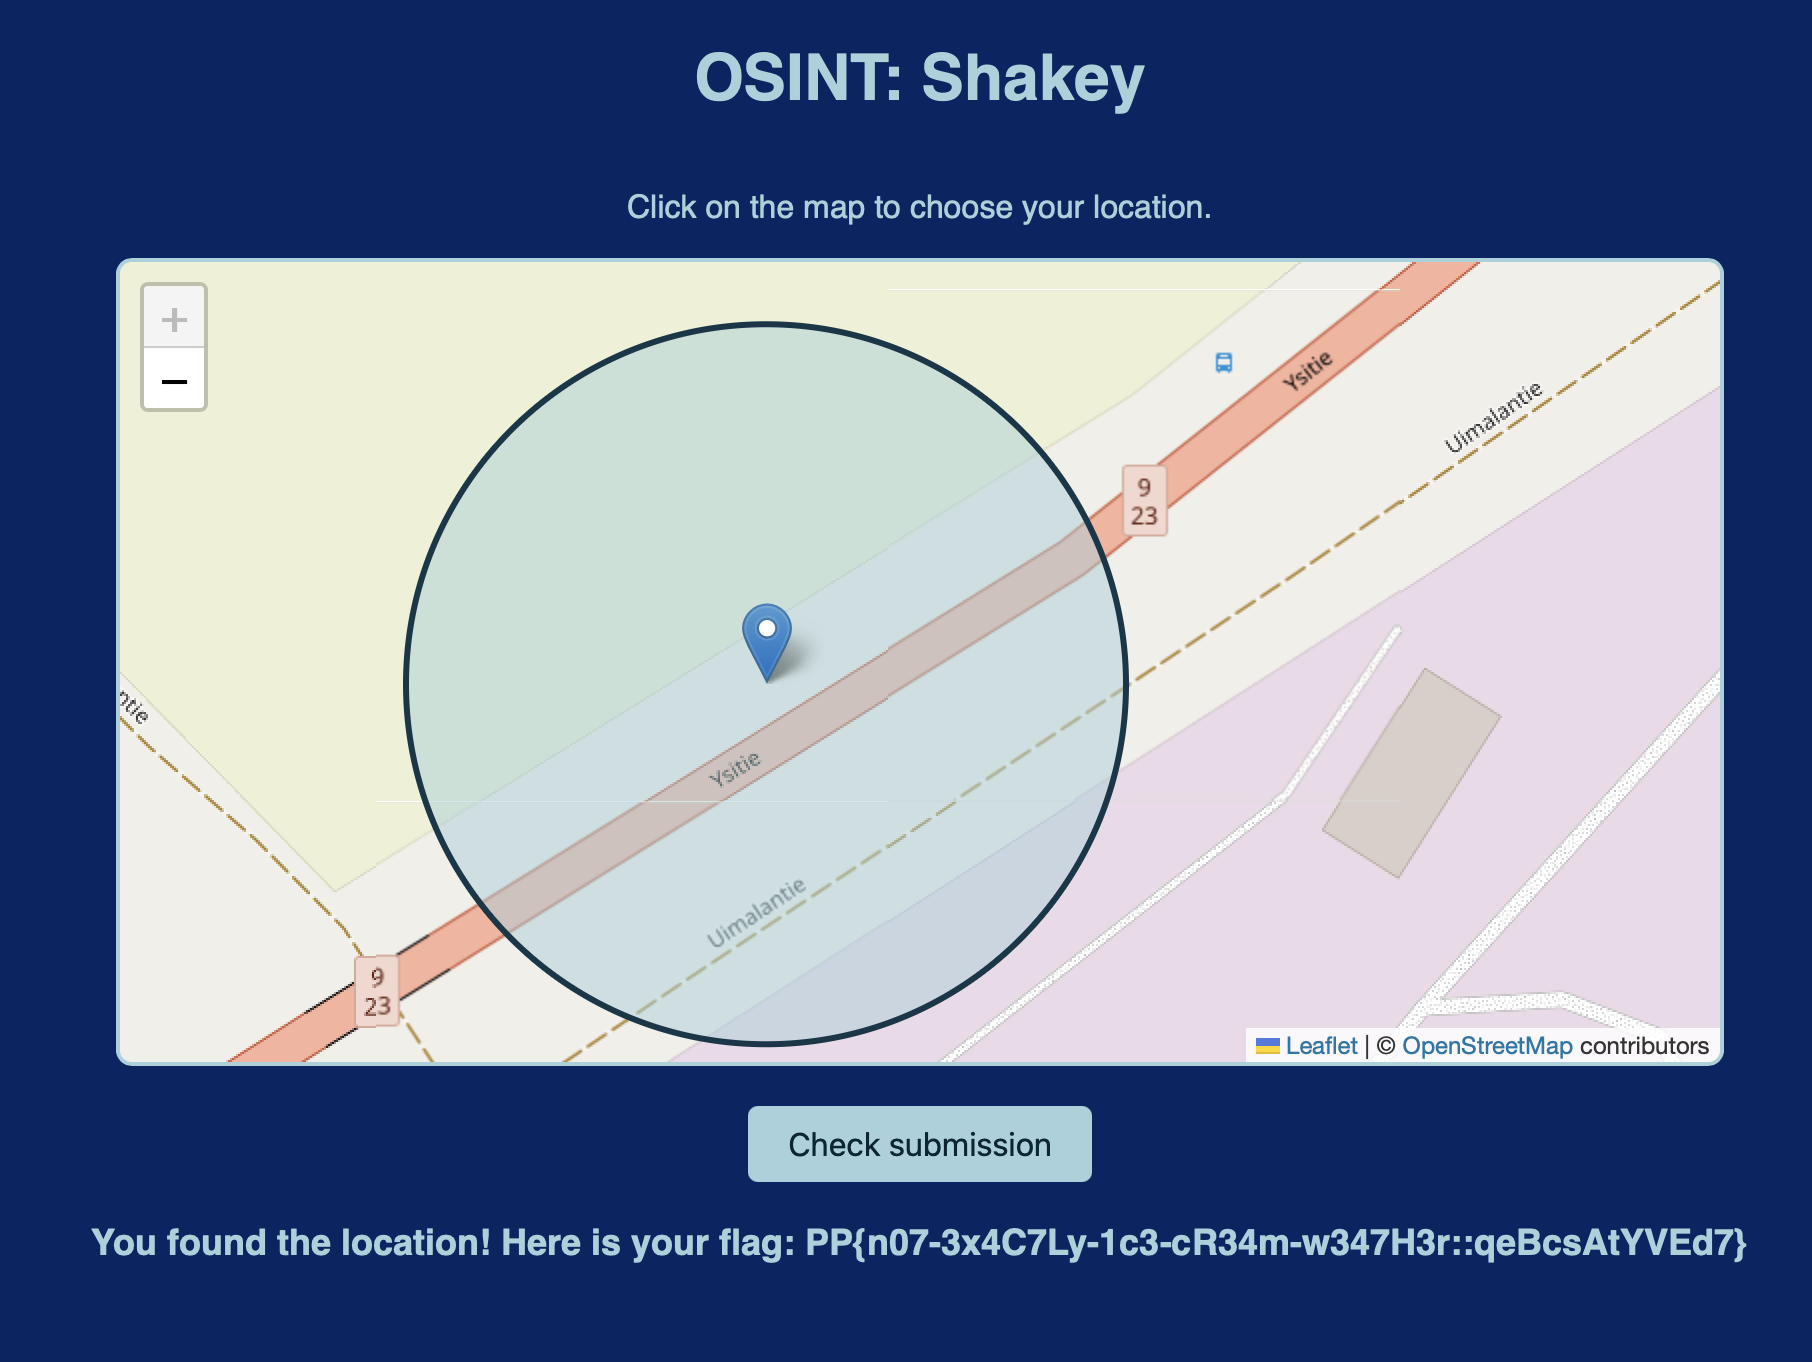 OSINT: Shakey
Click on the map to choose your location.
+
−
Ysitie
Uimalantie
9
23
ntie
Ysitie
Uimalantie
9
23
Leaflet | © OpenStreetMap contributors
Check submission
You found the location! Here is your flag: PP{n07-3x4C7Ly-1c3-cR34m-w347H3r::qeBcsAtYVEd7}